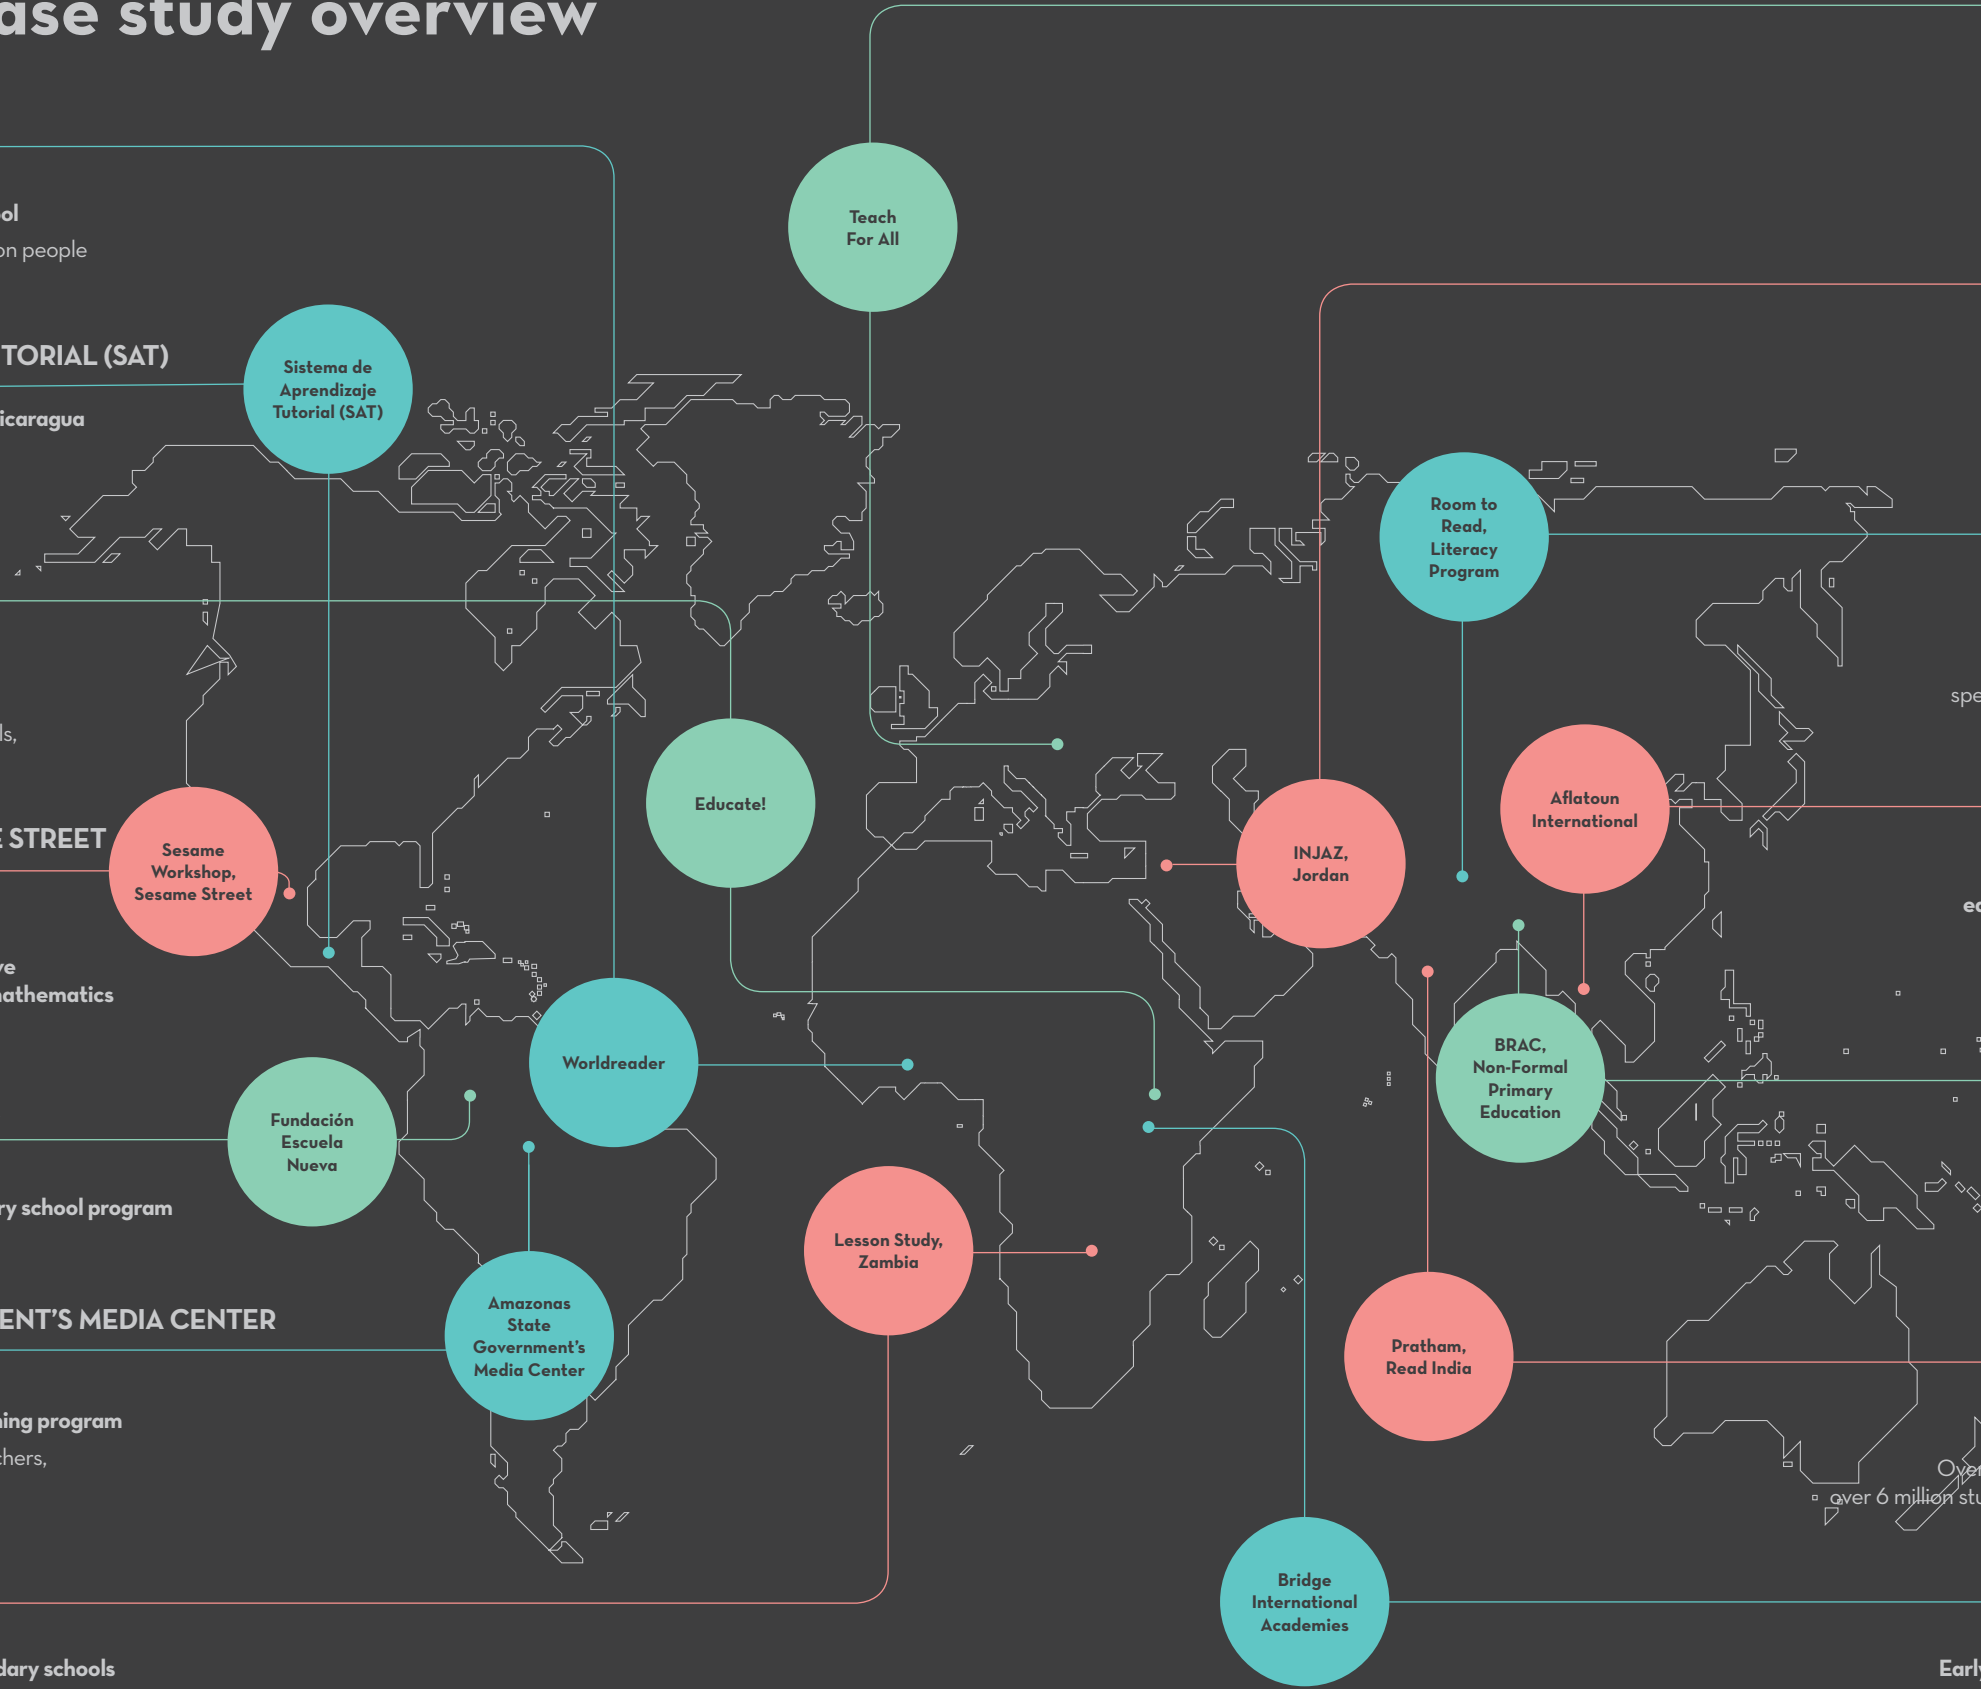 ase study overview
ol
on people
TORIAL (SAT)
icaragua
ls,
E STREET
ve
nathematics
ry school program
ENT'S MEDIA CENTER
ning program
chers,
dary schools
Teach
For All
Sistema de
Aprendizaje
Tutorial (SAT)
Room to
Read,
Literacy
Program
Educate!
Aflatoun
International
Sesame
Workshop,
Sesame Street
INJAZ,
Jordan
Worldreader
BRAC,
Non-Formal
Primary
Education
Fundación
Escuela
Nueva
Lesson Study,
Zambia
Amazonas
State
Government's
Media Center
Pratham,
Read India
Bridge
International
Academies
spe
ec
Over
over 6 million stu
Early